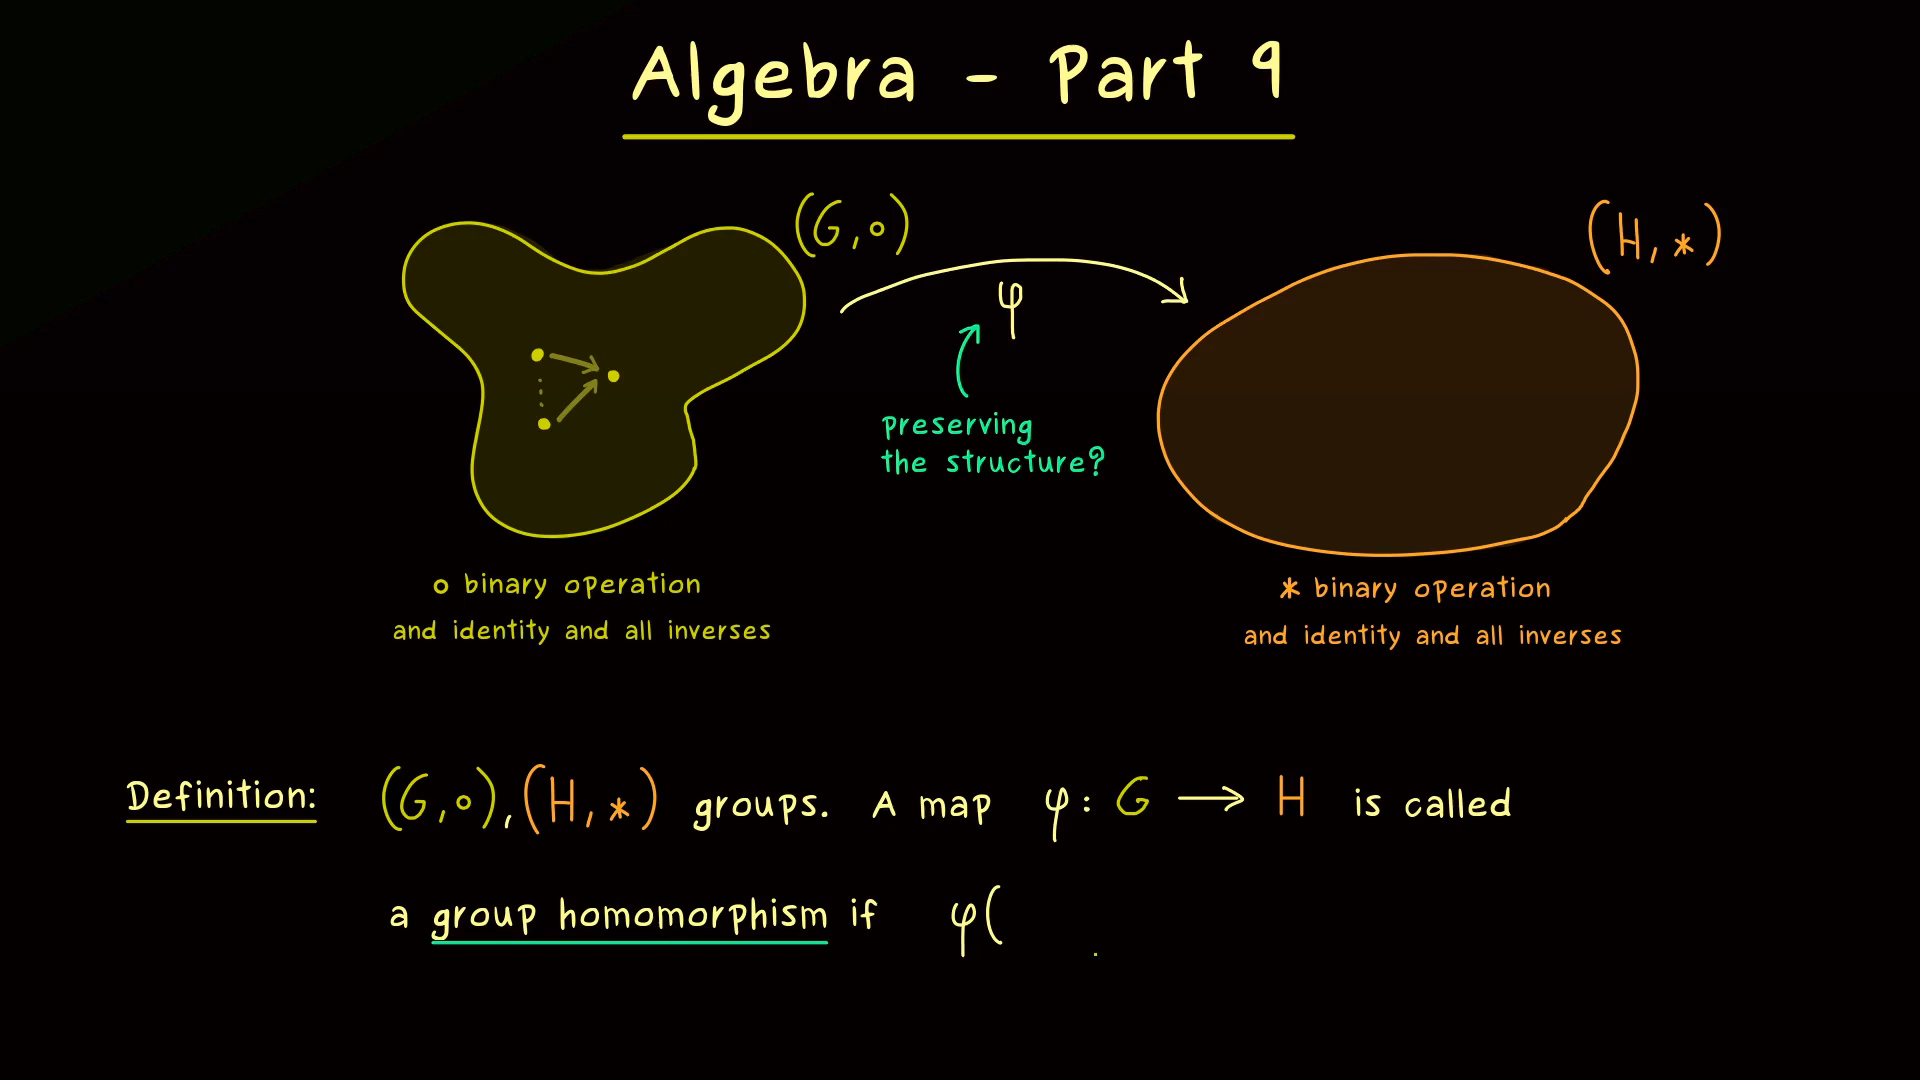 Algebra - Part 9
(G, ∘)
(H, *)
φ
preserving
the structure?
∘ binary operation
and identity and all inverses
* binary operation
and identity and all inverses
Definition: (G, ∘), (H, *) groups. A map φ: G → H is called
a group homomorphism if φ(